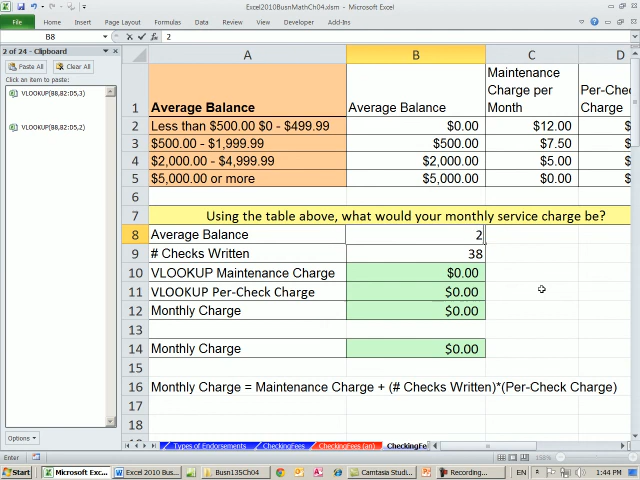 Excel2010BusnMathCh04.xlsm - Microsoft Excel
File Home Insert Page Layout Formulas Data Review View Developer Add-Ins
B8 fx 2
2 of 24 - Clipboard
Paste All Clear All
Click an item to paste:
VLOOKUP(B8,B2:D5,3)
VLOOKUP(B8,B2:D5,2)
Options
A B C D
1 Average Balance Average Balance Maintenance Charge per Month Per-Chec Charge
2 Less than $500.00 $0 - $499.99 $0.00 $12.00 $
3 $500.00 - $1,999.99 $500.00 $7.50 $
4 $2,000.00 - $4,999.99 $2,000.00 $5.00 $
5 $5,000.00 or more $5,000.00 $0.00 $
6
7 Using the table above, what would your monthly service charge be?
8 Average Balance 2
9 # Checks Written 38
10 VLOOKUP Maintenance Charge $0.00
11 VLOOKUP Per-Check Charge $0.00
12 Monthly Charge $0.00
13
14 Monthly Charge $0.00
15
16 Monthly Charge = Maintenance Charge + (# Checks Written)*(Per-Check Charge)
17
18
Types of Endorsements CheckingFees CheckingFees (an) CheckingFe
Enter 158%
Start Microsoft Exc... Excel 2010 Bus... Busn135Ch04 Camtasia Studi... Recording... EN 1:44 PM